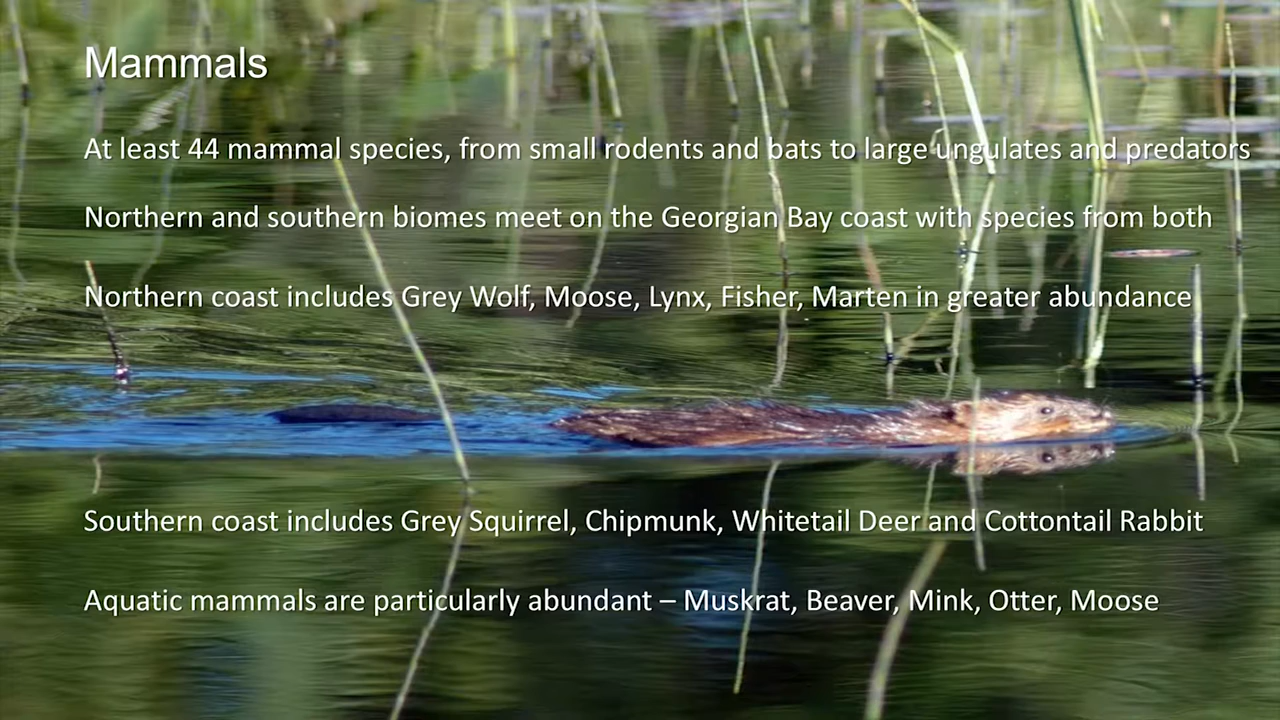 Mammals
At least 44 mammal species, from small rodents and bats to large ungulates and predators
Northern and southern biomes meet on the Georgian Bay coast with species from both
Northern coast includes Grey Wolf, Moose, Lynx, Fisher, Marten in greater abundance
Southern coast includes Grey Squirrel, Chipmunk, Whitetail Deer and Cottontail Rabbit
Aquatic mammals are particularly abundant – Muskrat, Beaver, Mink, Otter, Moose